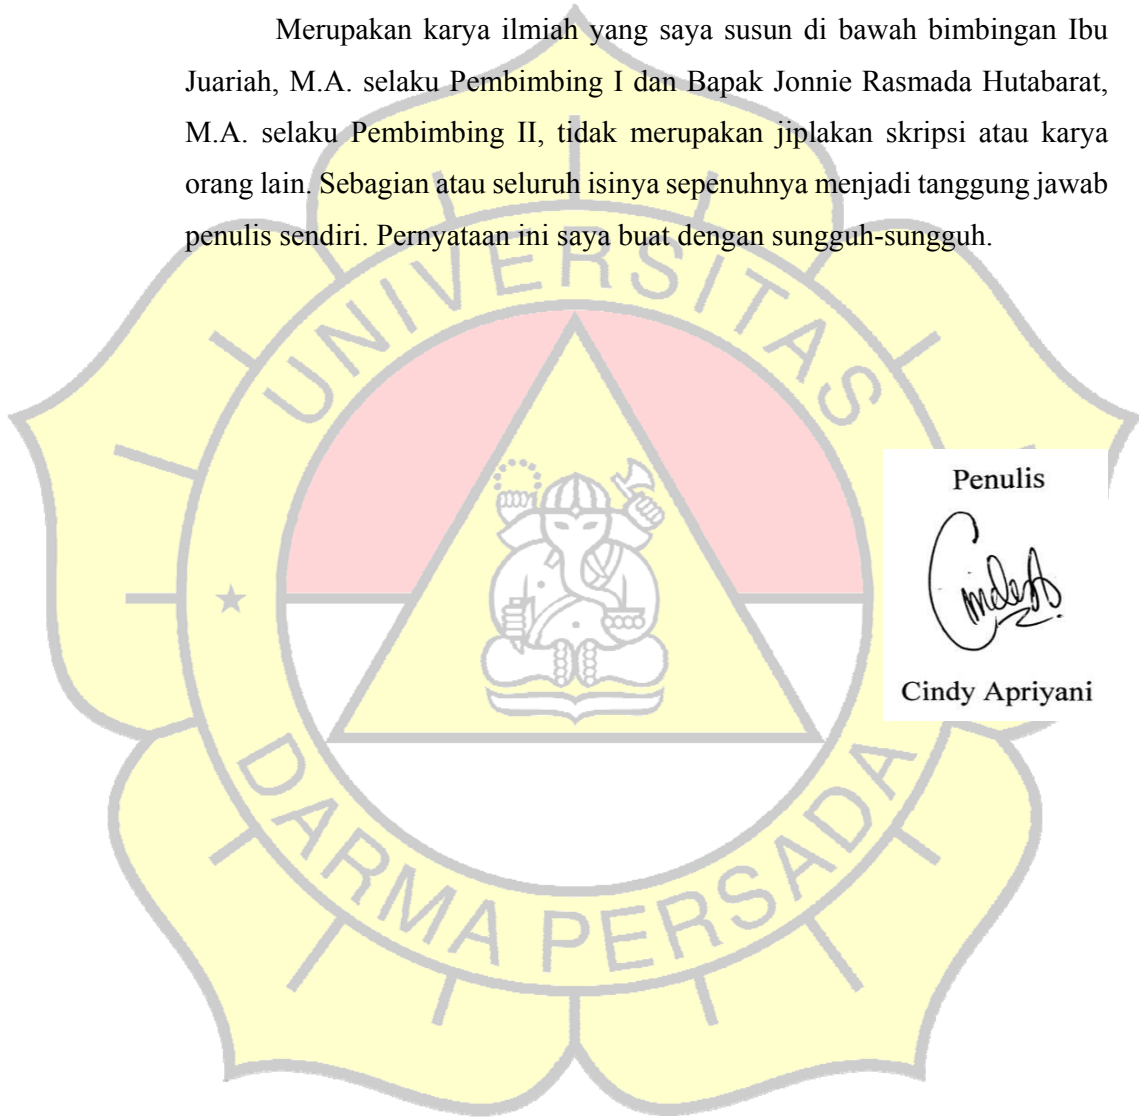 Merupakan karya ilmiah yang saya susun di bawah bimbingan Ibu
Juariah, M.A. selaku Pembimbing I dan Bapak Jonnie Rasmada Hutabarat,
M.A. selaku Pembimbing II, tidak merupakan jiplakan skripsi atau karya
orang lain. Sebagian atau seluruh isinya sepenuhnya menjadi tanggung jawab
penulis sendiri. Pernyataan ini saya buat dengan sungguh-sungguh.
UNIVERSITAS
Penulis
Cindy Apriyani
DARMA PERSADA